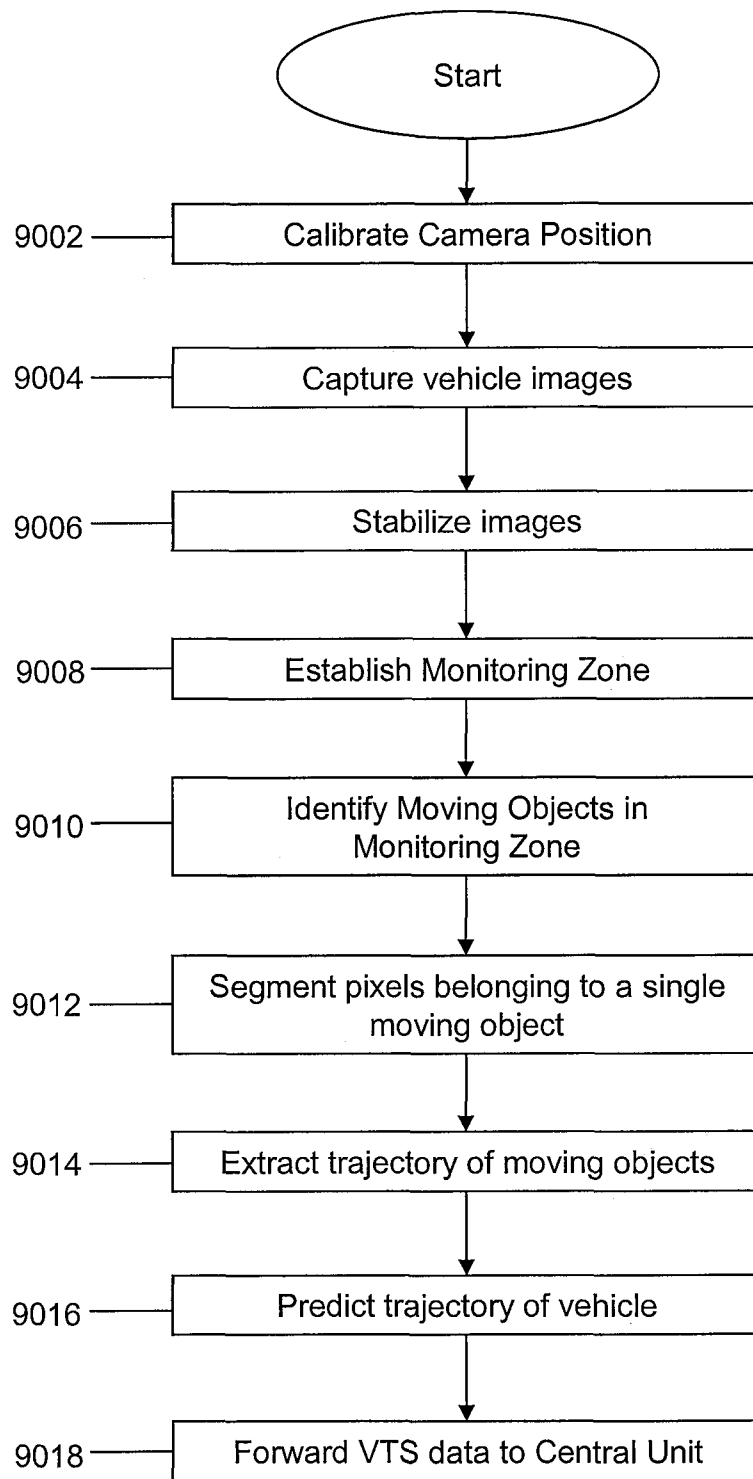 Start
9002
Calibrate Camera Position
9004
Capture vehicle images
9006
Stabilize images
9008
Establish Monitoring Zone
9010
Identify Moving Objects in
Monitoring Zone
9012
Segment pixels belonging to a single
moving object
9014
Extract trajectory of moving objects
9016
Predict trajectory of vehicle
9018
Forward VTS data to Central Unit